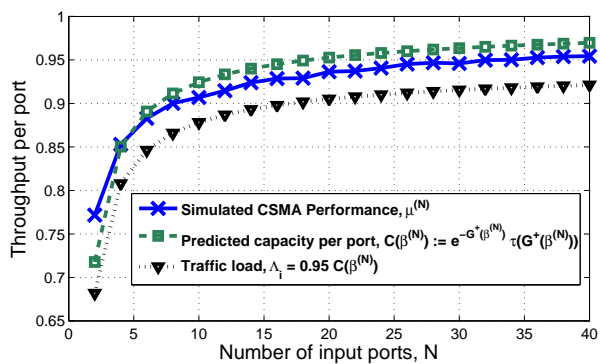 1
0.95
0.9
0.85
0.8
0.75
0.7
0.65
0 5 10 15 20 25 30 35 40
Throughput per port
Number of input ports, N
Simulated CSMA Performance, μ^(N)
Predicted capacity per port, C(β^(N)) := e^{-G^+(β^(N))} τ(G^+(β^(N)))
Traffic load, Λ_i = 0.95 C(β^(N))